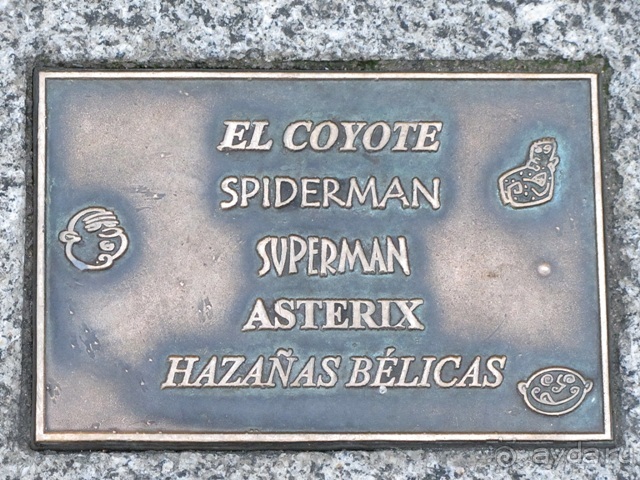 EL COYOTE
SPIDERMAN
SUPERMAN
ASTERIX
HAZAÑAS BÉLICAS